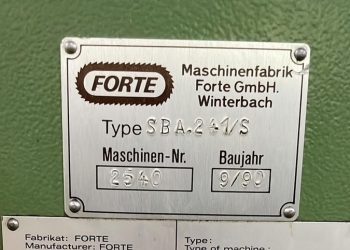 FORTE
Maschinenfabrik
Forte GmbH.
Winterbach
Type SBA.241/S
Maschinen-Nr. Baujahr
2540 9/90
Fabrikat: FORTE Type:
Manufacturer: FORTE Type of machine: